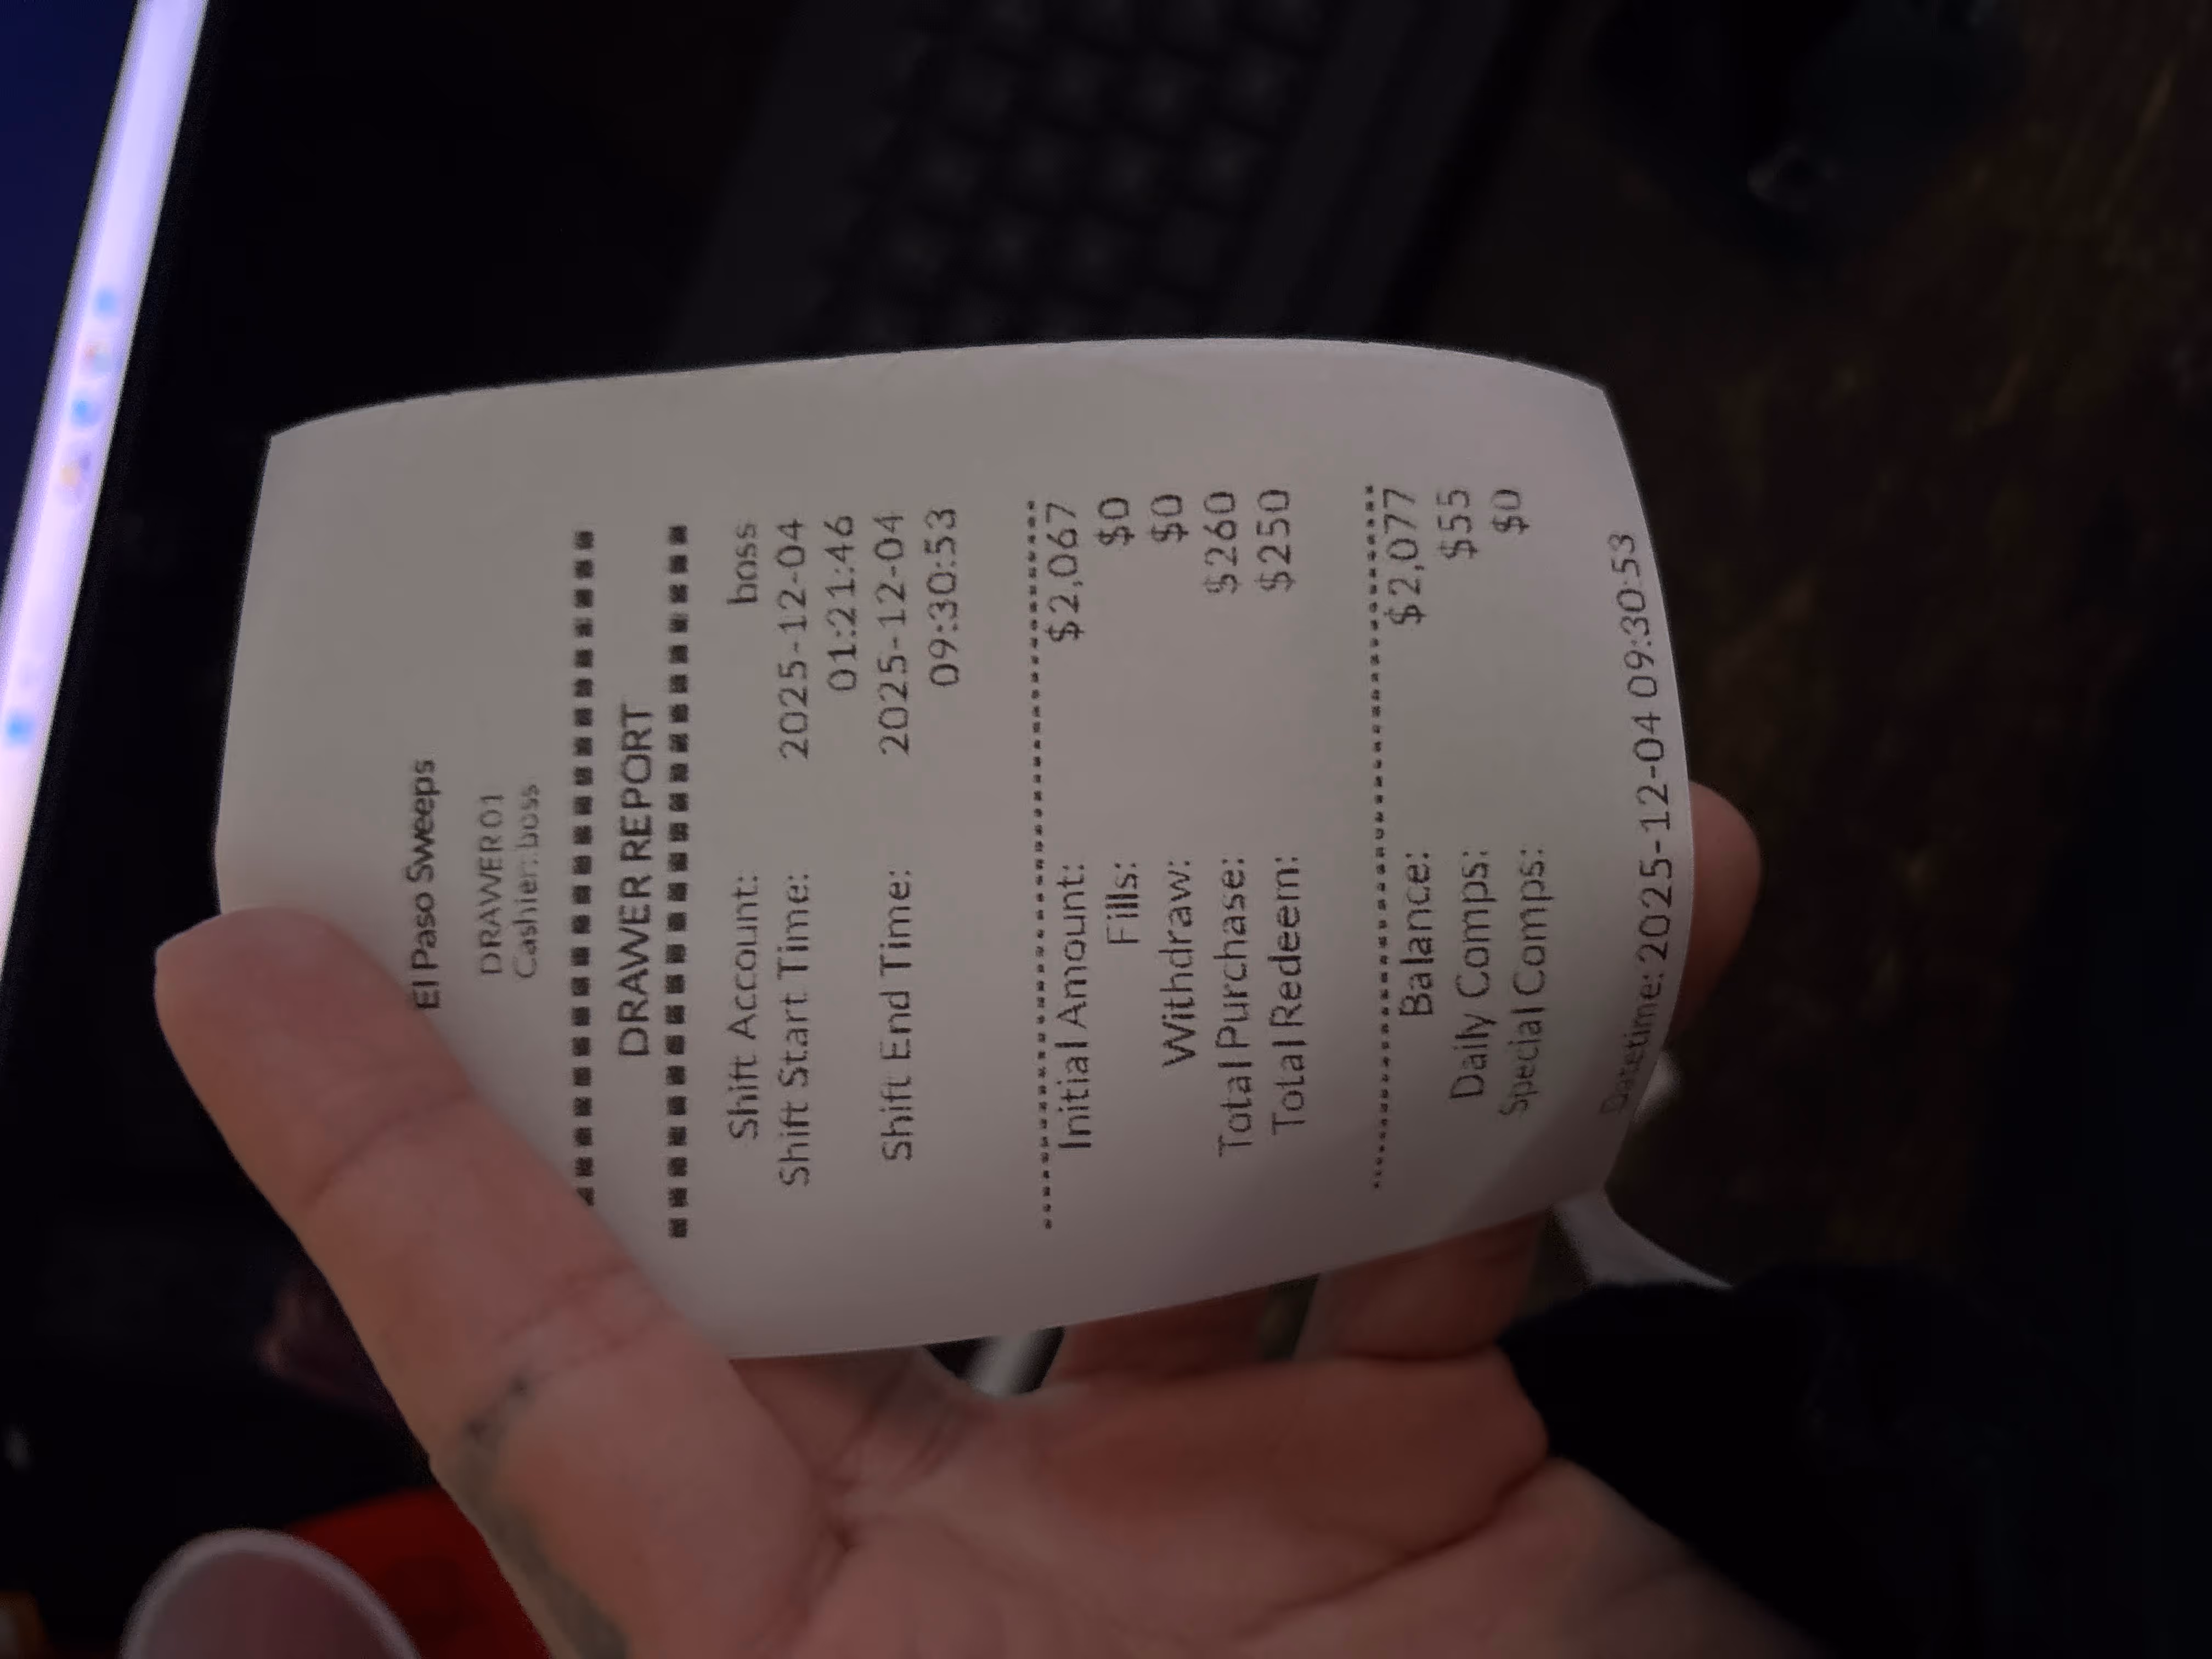 El Paso Sweeps
DRAWER01
Cashier: boss
DRAWER REPORT
Shift Account: boss
Shift Start Time: 2025-12-04
01:21:46
Shift End Time: 2025-12-04
09:30:53
Initial Amount: $2,067
Fills: $0
Withdraw: $0
Total Purchase: $260
Total Redeem: $250
Balance: $2,077
Daily Comps: $55
Special Comps: $0
Datetime: 2025-12-04 09:30:53